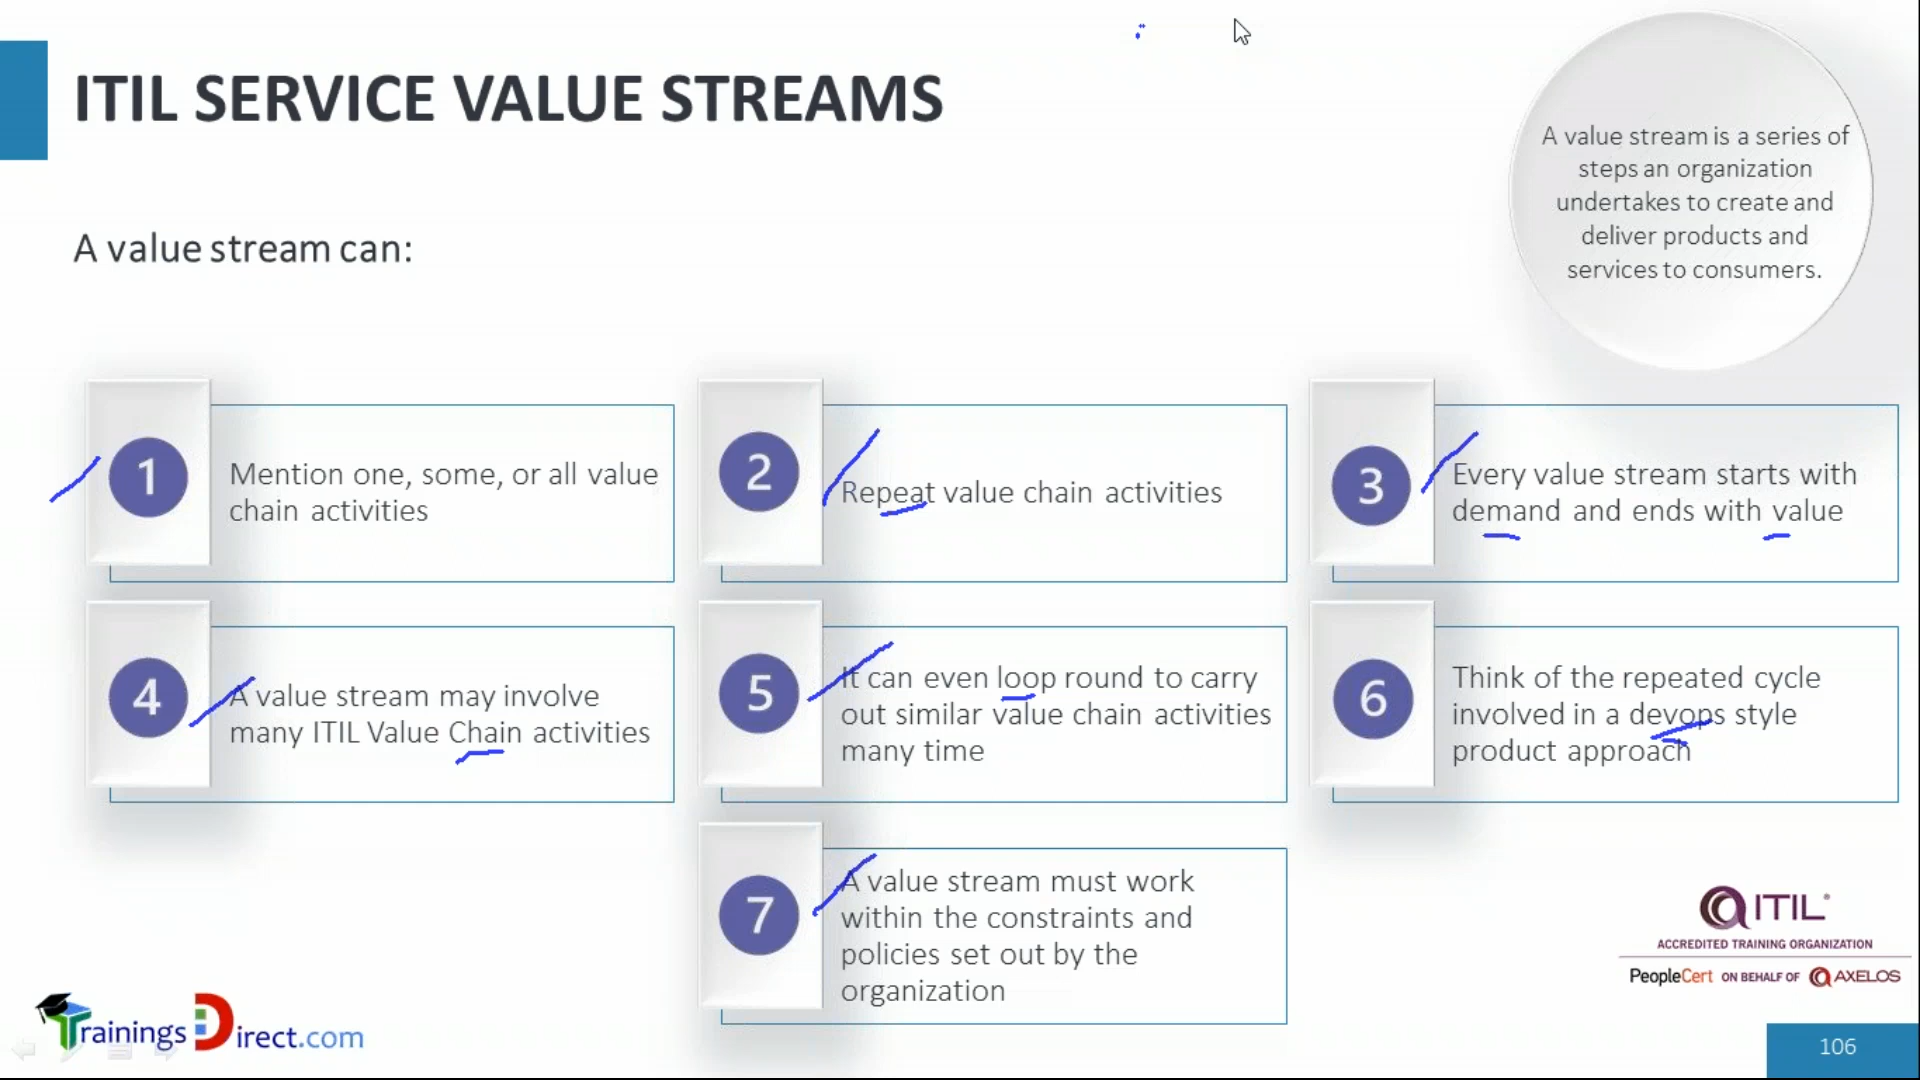 ITIL SERVICE VALUE STREAMS
A value stream is a series of
steps an organization
undertakes to create and
deliver products and
services to consumers.
A value stream can:
1
Mention one, some, or all value
chain activities
2
Repeat value chain activities
3
Every value stream starts with
demand and ends with value
4
A value stream may involve
many ITIL Value Chain activities
5
It can even loop round to carry
out similar value chain activities
many time
6
Think of the repeated cycle
involved in a devops style
product approach
7
A value stream must work
within the constraints and
policies set out by the
organization
ITIL®
ACCREDITED TRAINING ORGANIZATION
PeopleCert ON BEHALF OF AXELOS
TrainingsDirect.com
106